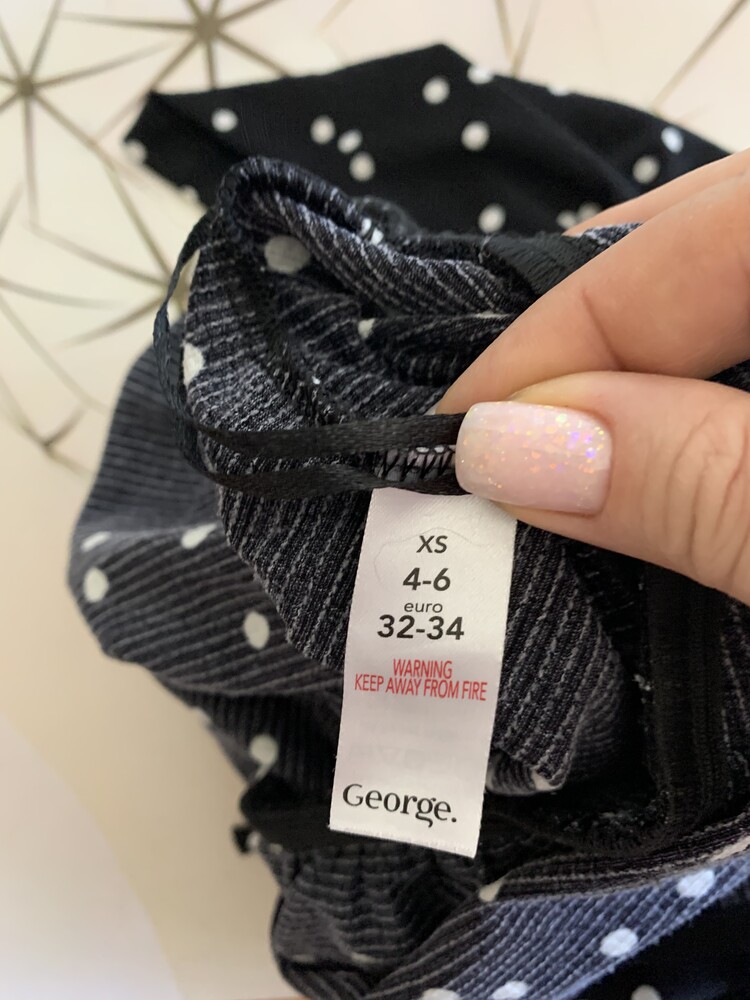 XS
4-6
euro
32-34
WARNING
KEEP AWAY FROM FIRE
George.